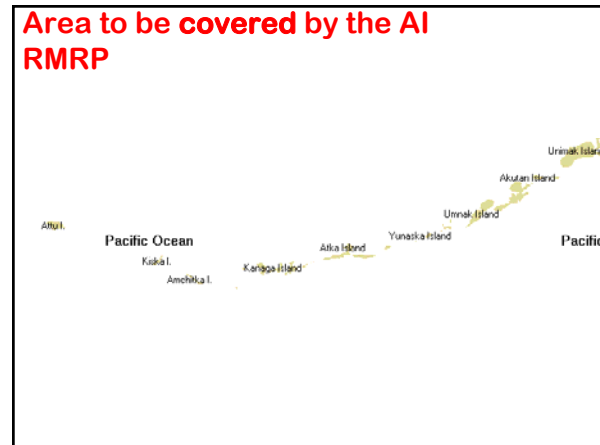 Area to be covered by the AI
RMRP
Unimak Islan
Akutan Island
Umnak Island
Attu I.
Yunaska Island
Pacific Ocean
Pacific
Atka Island
Kiska I.
Kanaga Island
Amchitka I.